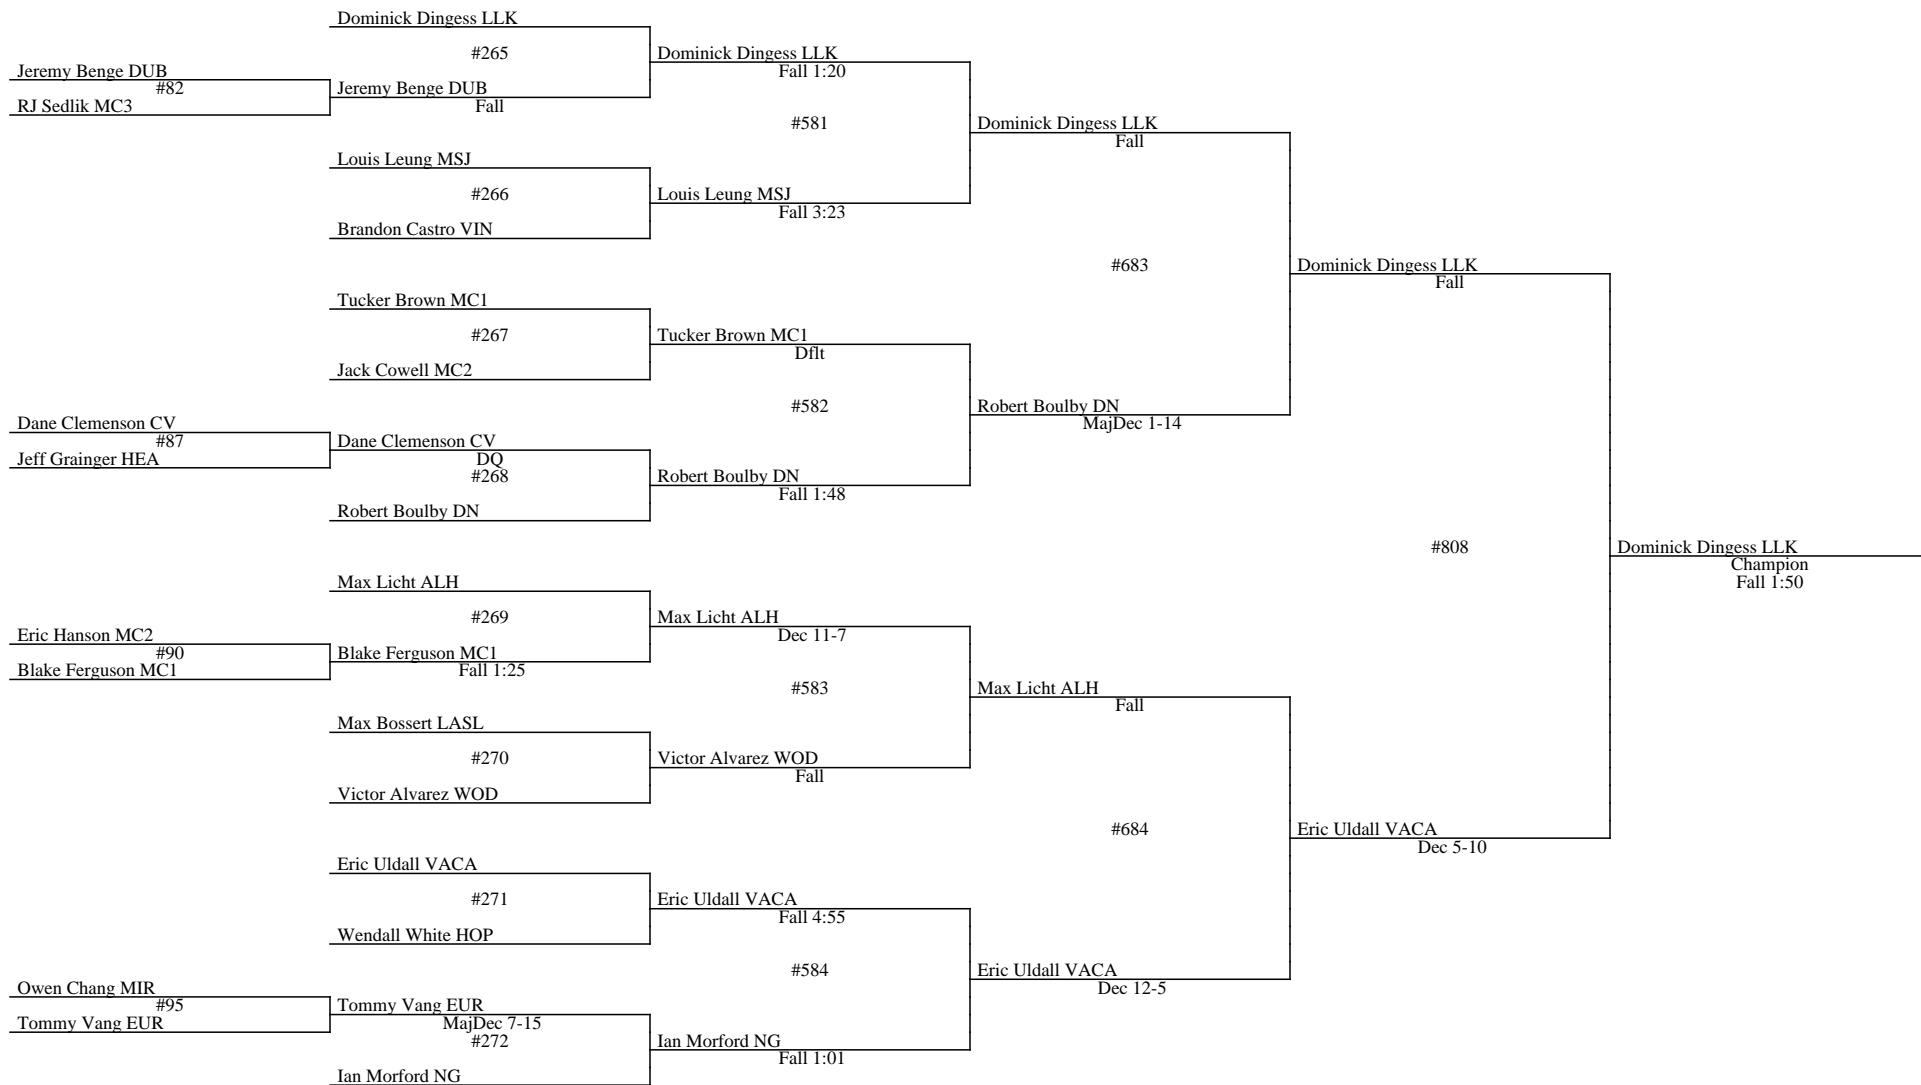 Dominick Dingess LLK
#265
Dominick Dingess LLK
Fall 1:20
Jeremy Benge DUB
#82
RJ Sedlik MC3
Jeremy Benge DUB
Fall
#581
Dominick Dingess LLK
Fall
Louis Leung MSJ
#266
Louis Leung MSJ
Fall 3:23
Brandon Castro VIN
#683
Dominick Dingess LLK
Fall
Tucker Brown MC1
#267
Tucker Brown MC1
Dflt
Jack Cowell MC2
#582
Robert Boulby DN
MajDec 1-14
Dane Clemenson CV
#87
Jeff Grainger HEA
Dane Clemenson CV
DQ
#268
Robert Boulby DN
Fall 1:48
Robert Boulby DN
#808
Dominick Dingess LLK
Champion
Fall 1:50
Max Licht ALH
#269
Max Licht ALH
Dec 11-7
Eric Hanson MC2
#90
Blake Ferguson MC1
Blake Ferguson MC1
Fall 1:25
#583
Max Licht ALH
Fall
Max Bossert LASL
#270
Victor Alvarez WOD
Fall
Victor Alvarez WOD
#684
Eric Uldall VACA
Dec 5-10
Eric Uldall VACA
#271
Eric Uldall VACA
Fall 4:55
Wendall White HOP
#584
Eric Uldall VACA
Dec 12-5
Owen Chang MIR
#95
Tommy Vang EUR
Tommy Vang EUR
MajDec 7-15
#272
Ian Morford NG
Fall 1:01
Ian Morford NG